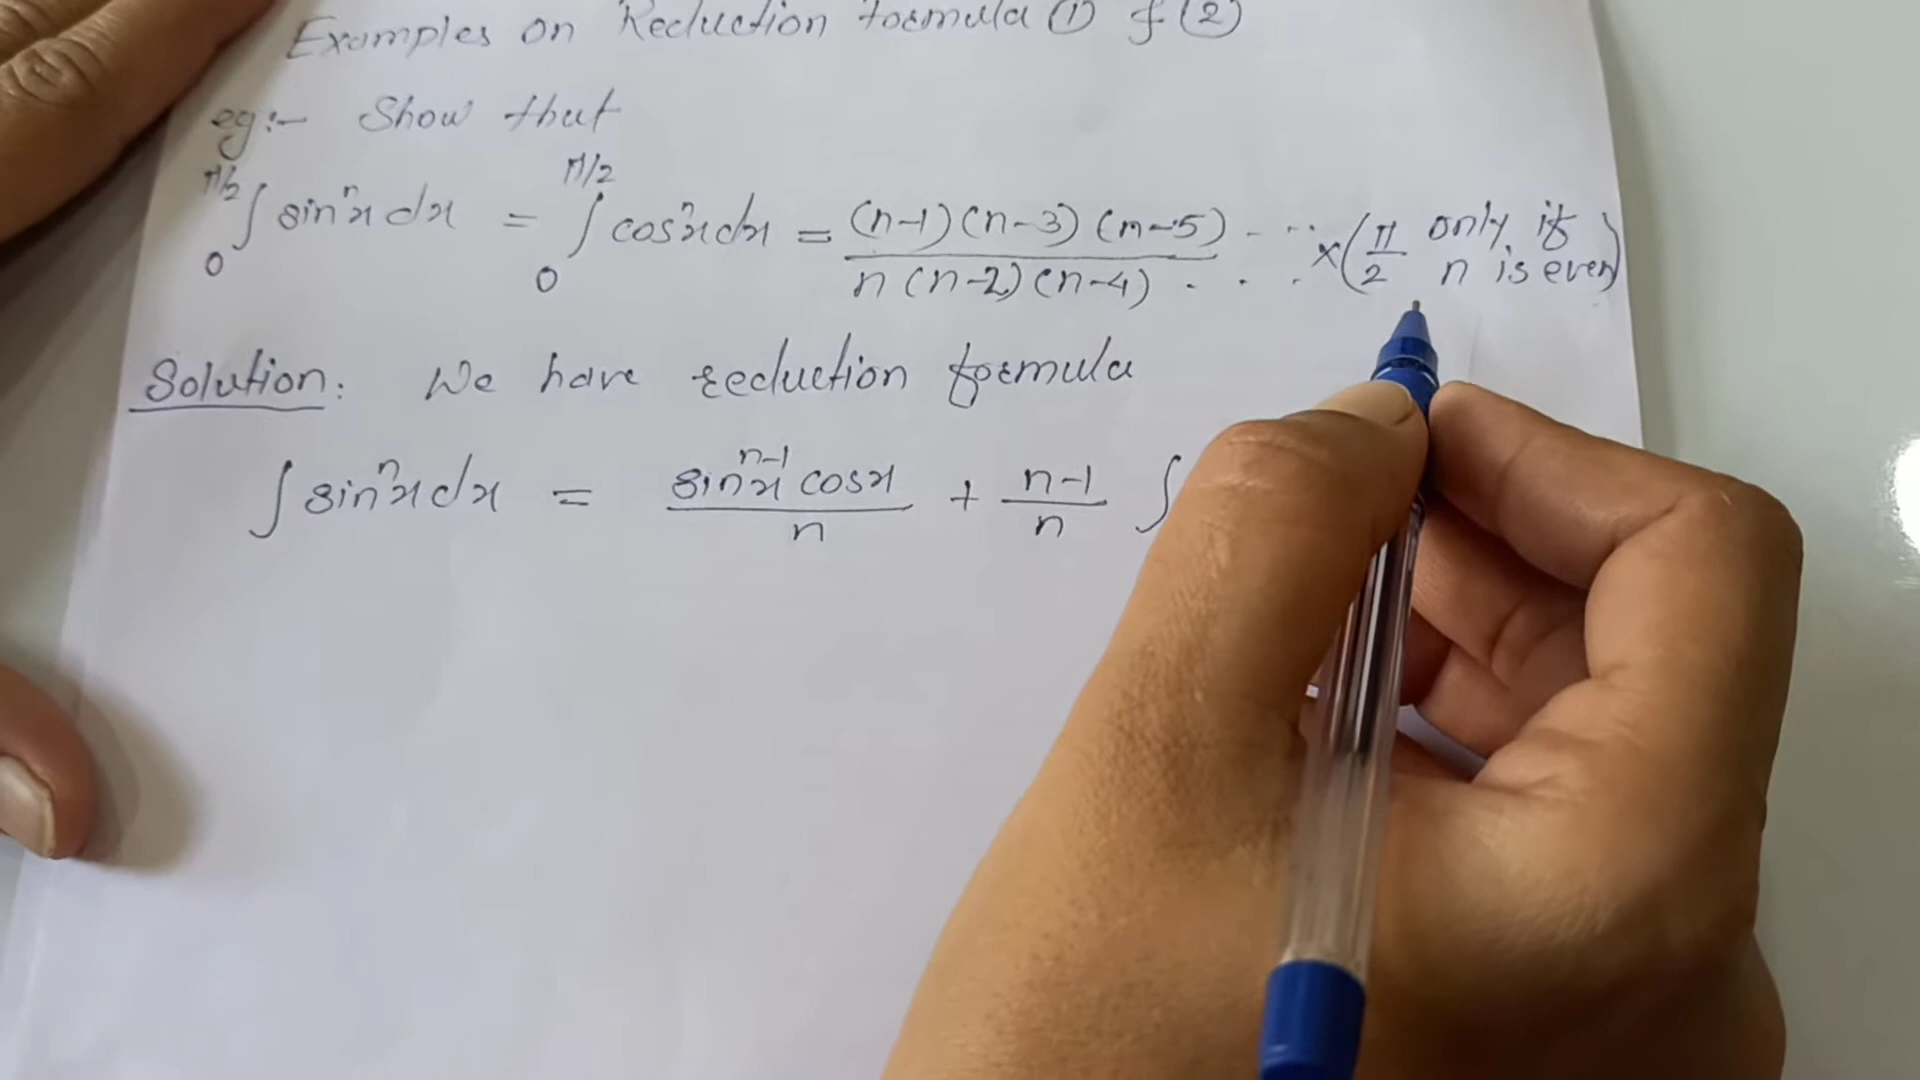 Examples on Reduction formula ① & ②
eg:- Show that
∫₀^{π/2} sinⁿx dx = ∫₀^{π/2} cosⁿx dx = (n-1)(n-3)(n-5)..... / n(n-2)(n-4)..... × (π/2 only if n is even)
Solution: We have reduction formula
∫ sinⁿx dx = sinⁿ⁻¹x cosx / n + n-1 / n ∫